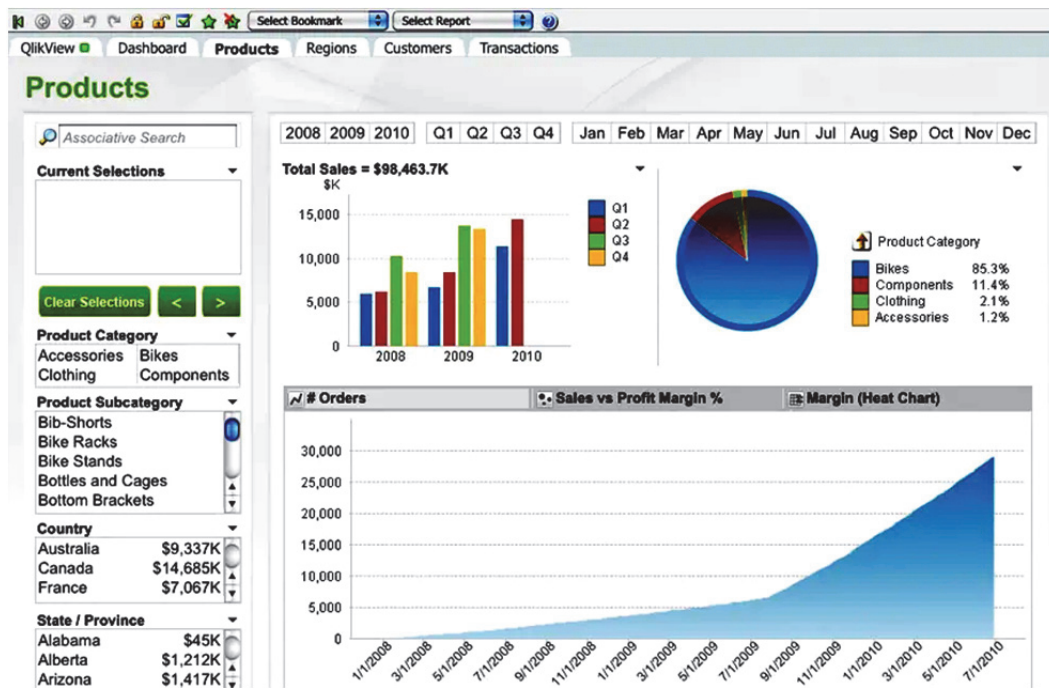 Select Bookmark Select Report
QlikView Dashboard Products Regions Customers Transactions
Products
Associative Search
Current Selections
Clear Selections < >
Product Category
Accessories Bikes
Clothing Components
Product Subcategory
Bib-Shorts
Bike Racks
Bike Stands
Bottles and Cages
Bottom Brackets
Country
Australia $9,337K
Canada $14,685K
France $7,067K
State / Province
Alabama $45K
Alberta $1,212K
Arizona $1,417K
2008 2009 2010 Q1 Q2 Q3 Q4 Jan Feb Mar Apr May Jun Jul Aug Sep Oct Nov Dec
Total Sales = $98,463.7K
$K
15,000
10,000
5,000
0
2008 2009 2010
Q1
Q2
Q3
Q4
Product Category
Bikes 85.3%
Components 11.4%
Clothing 2.1%
Accessories 1.2%
# Orders Sales vs Profit Margin % Margin (Heat Chart)
30,000
25,000
20,000
15,000
10,000
5,000
0
1/1/2008 3/1/2008 5/1/2008 7/1/2008 9/1/2008 11/1/2008 1/1/2009 3/1/2009 5/1/2009 7/1/2009 9/1/2009 11/1/2009 1/1/2010 3/1/2010 5/1/2010 7/1/2010